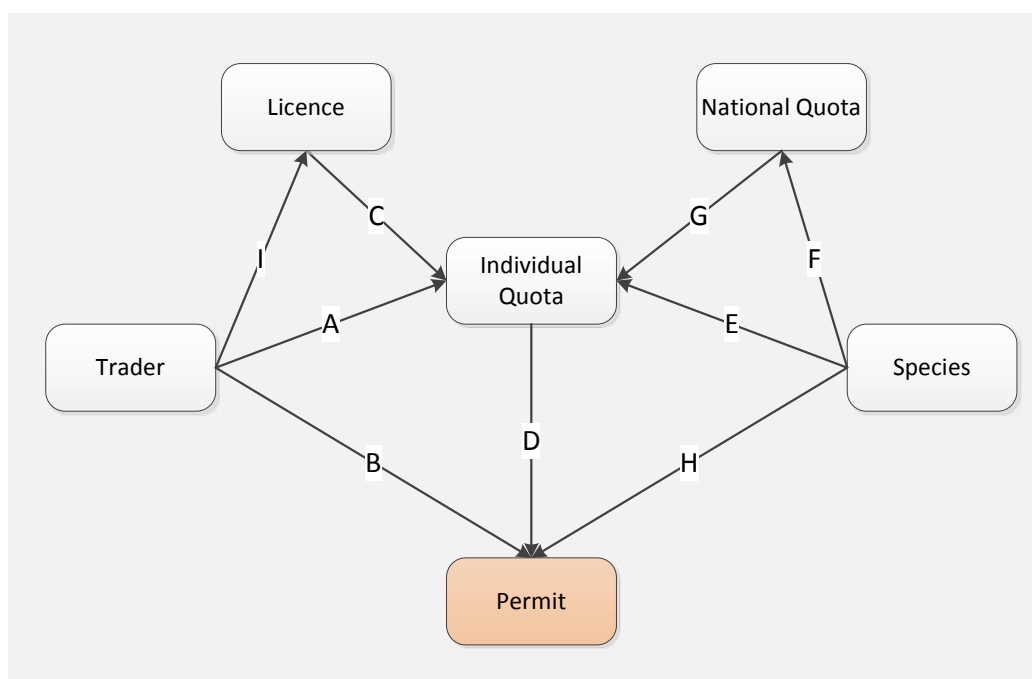 Licence
National Quota
C
G
I
F
Individual
Quota
A
E
Trader
Species
D
B
H
Permit